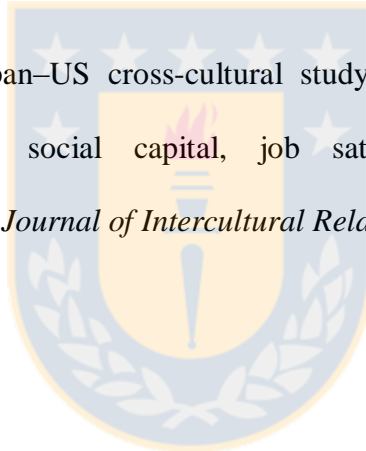 pan–US cross-cultural study
social capital, job sat
Journal of Intercultural Rela